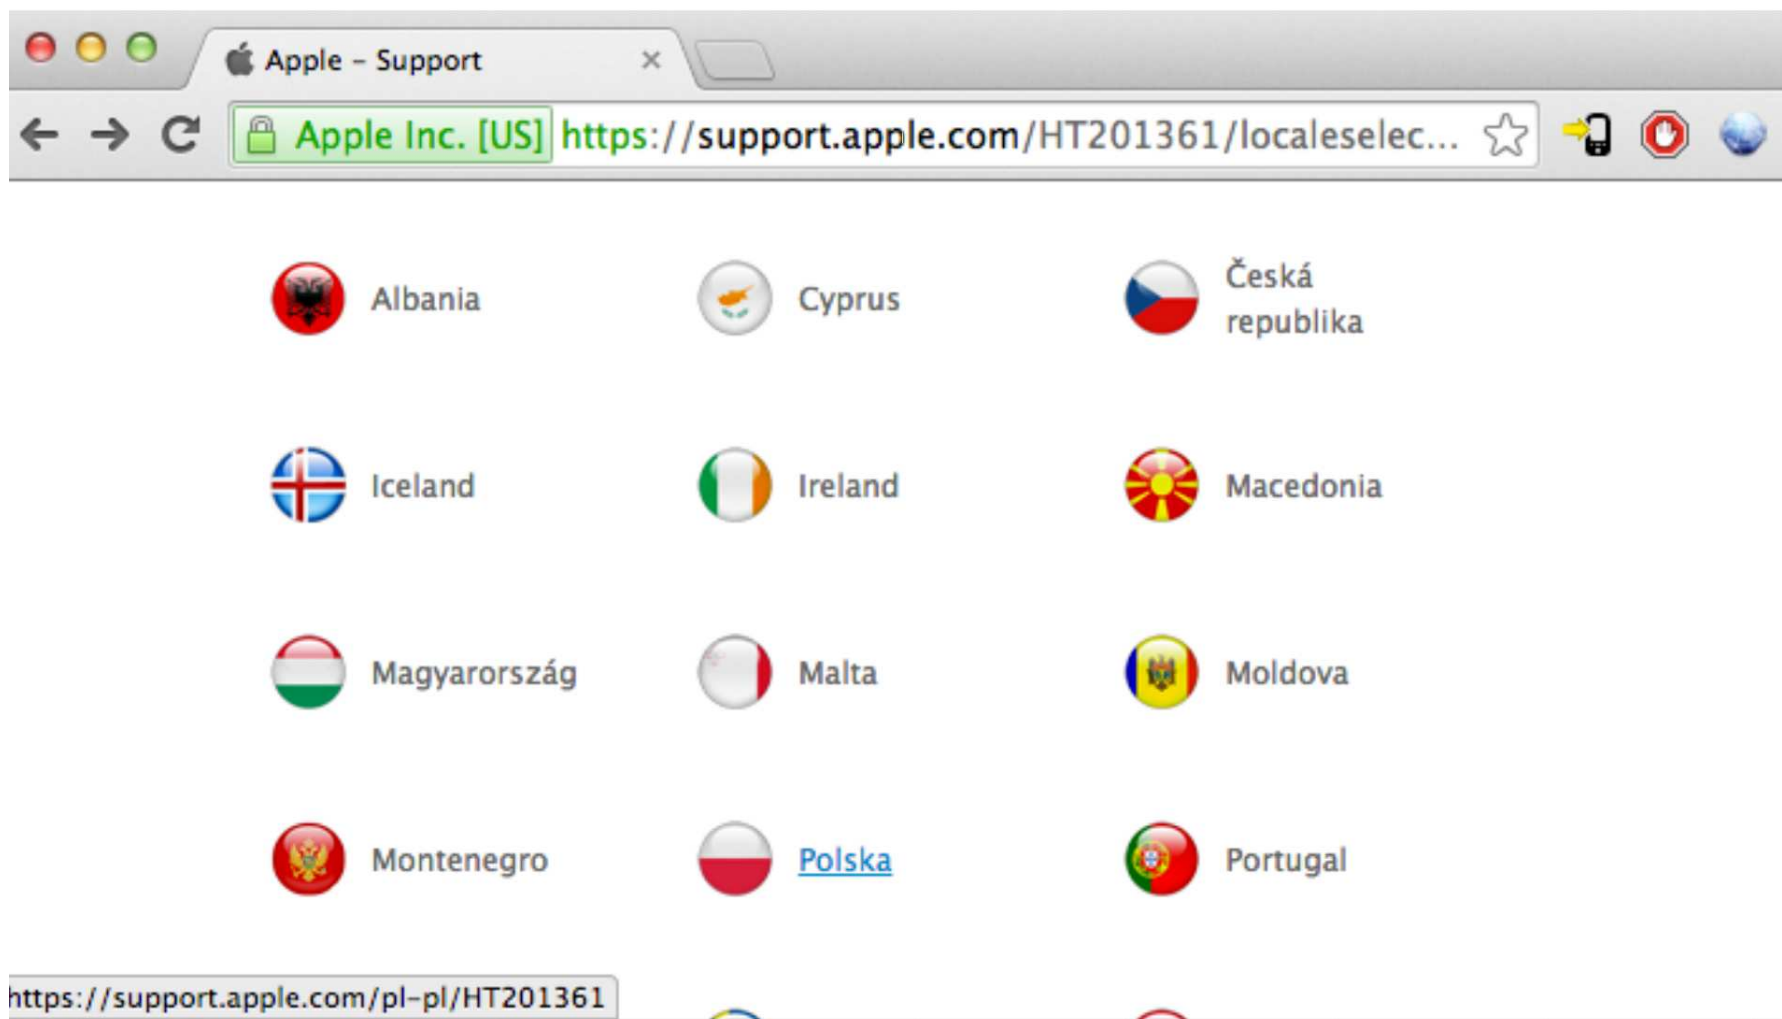 Apple – Support
Apple Inc. [US] https://support.apple.com/HT201361/localeselec...
Albania
Cyprus
Česká
republika
Iceland
Ireland
Macedonia
Magyarország
Malta
Moldova
Montenegro
Polska
Portugal
https://support.apple.com/pl-pl/HT201361